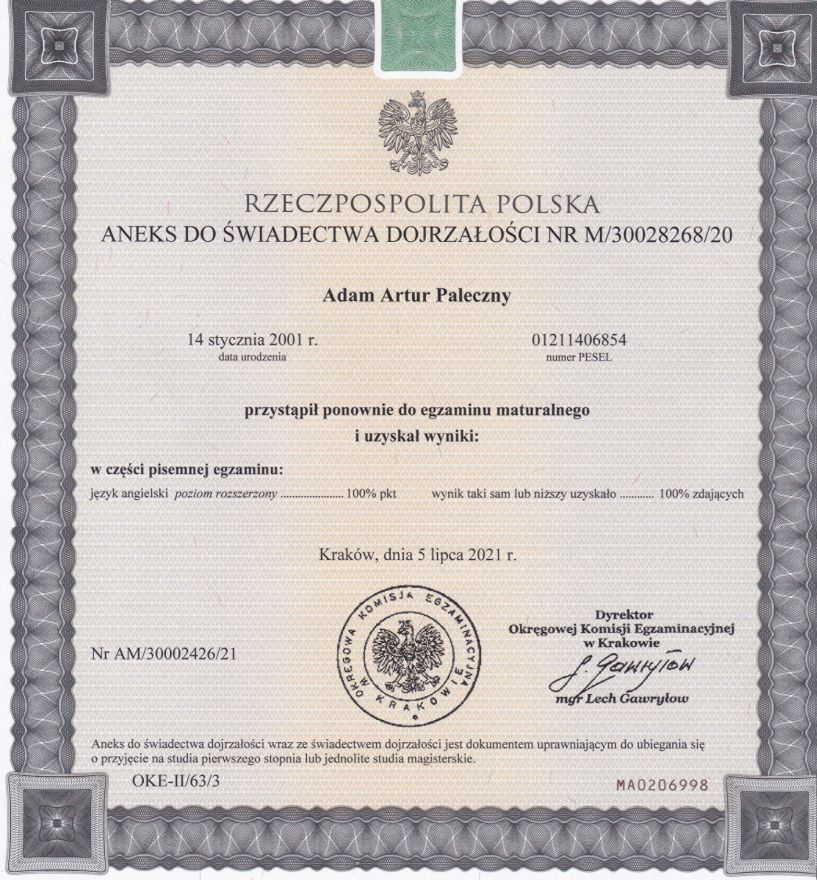 RZECZPOSPOLITA POLSKA
ANEKS DO ŚWIADECTWA DOJRZAŁOŚCI NR M/30028268/20
Adam Artur Paleczny
14 stycznia 2001 r. 01211406854
data urodzenia numer PESEL
przystąpił ponownie do egzaminu maturalnego
i uzyskał wyniki:
w części pisemnej egzaminu:
język angielski poziom rozszerzony ...................... 100% pkt wynik taki sam lub niższy uzyskało ............ 100% zdających
Kraków, dnia 5 lipca 2021 r.
OKRĘGOWA KOMISJA EGZAMINACYJNA
W KRAKOWIE
Dyrektor
Okręgowej Komisji Egzaminacyjnej
w Krakowie
J. Gawryłow
mgr Lech Gawryłow
Nr AM/30002426/21
Aneks do świadectwa dojrzałości wraz ze świadectwem dojrzałości jest dokumentem uprawniającym do ubiegania się
o przyjęcie na studia pierwszego stopnia lub jednolite studia magisterskie.
OKE-II/63/3
MA0206998